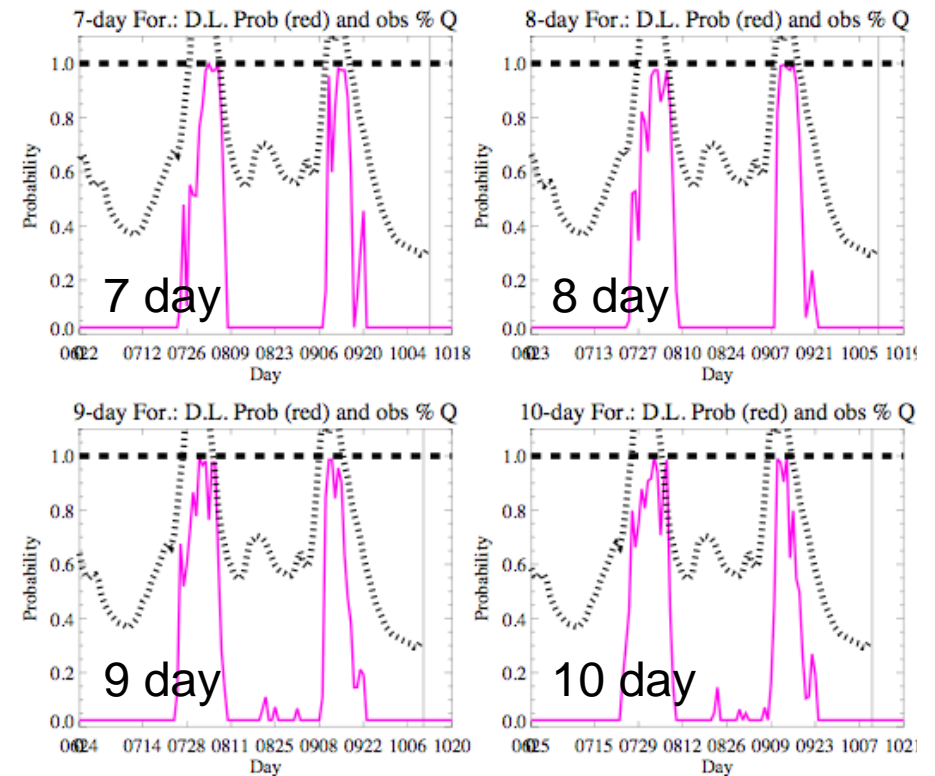 7-day For.: D.L. Prob (red) and obs % Q
Probability
1.0
0.8
0.6
0.4
0.2
0.0
7 day
0622 0712 0726 0809 0823 0906 0920 1004 1018
Day
8-day For.: D.L. Prob (red) and obs % Q
Probability
1.0
0.8
0.6
0.4
0.2
0.0
8 day
0623 0713 0727 0810 0824 0907 0921 1005 1019
Day
9-day For.: D.L. Prob (red) and obs % Q
Probability
1.0
0.8
0.6
0.4
0.2
0.0
9 day
0624 0714 0728 0811 0825 0908 0922 1006 1020
Day
10-day For.: D.L. Prob (red) and obs % Q
Probability
1.0
0.8
0.6
0.4
0.2
0.0
10 day
0625 0715 0729 0812 0826 0909 0923 1007 1021
Day